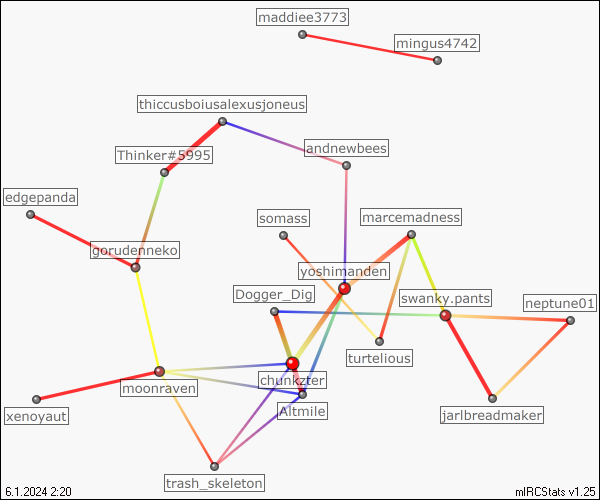 maddiee3773
mingus4742
thiccusboiusalexusjoneus
andnewbees
Thinker#5995
edgepanda
somass
marcemadness
gorudenneko
yoshimanden
Dogger_Dig
swanky.pants
neptune01
turtelious
chunkzter
moonraven
Altmile
xenoyaut
jarlbreadmaker
trash_skeleton
6.1.2024 2:20
mIRCStats v1.25